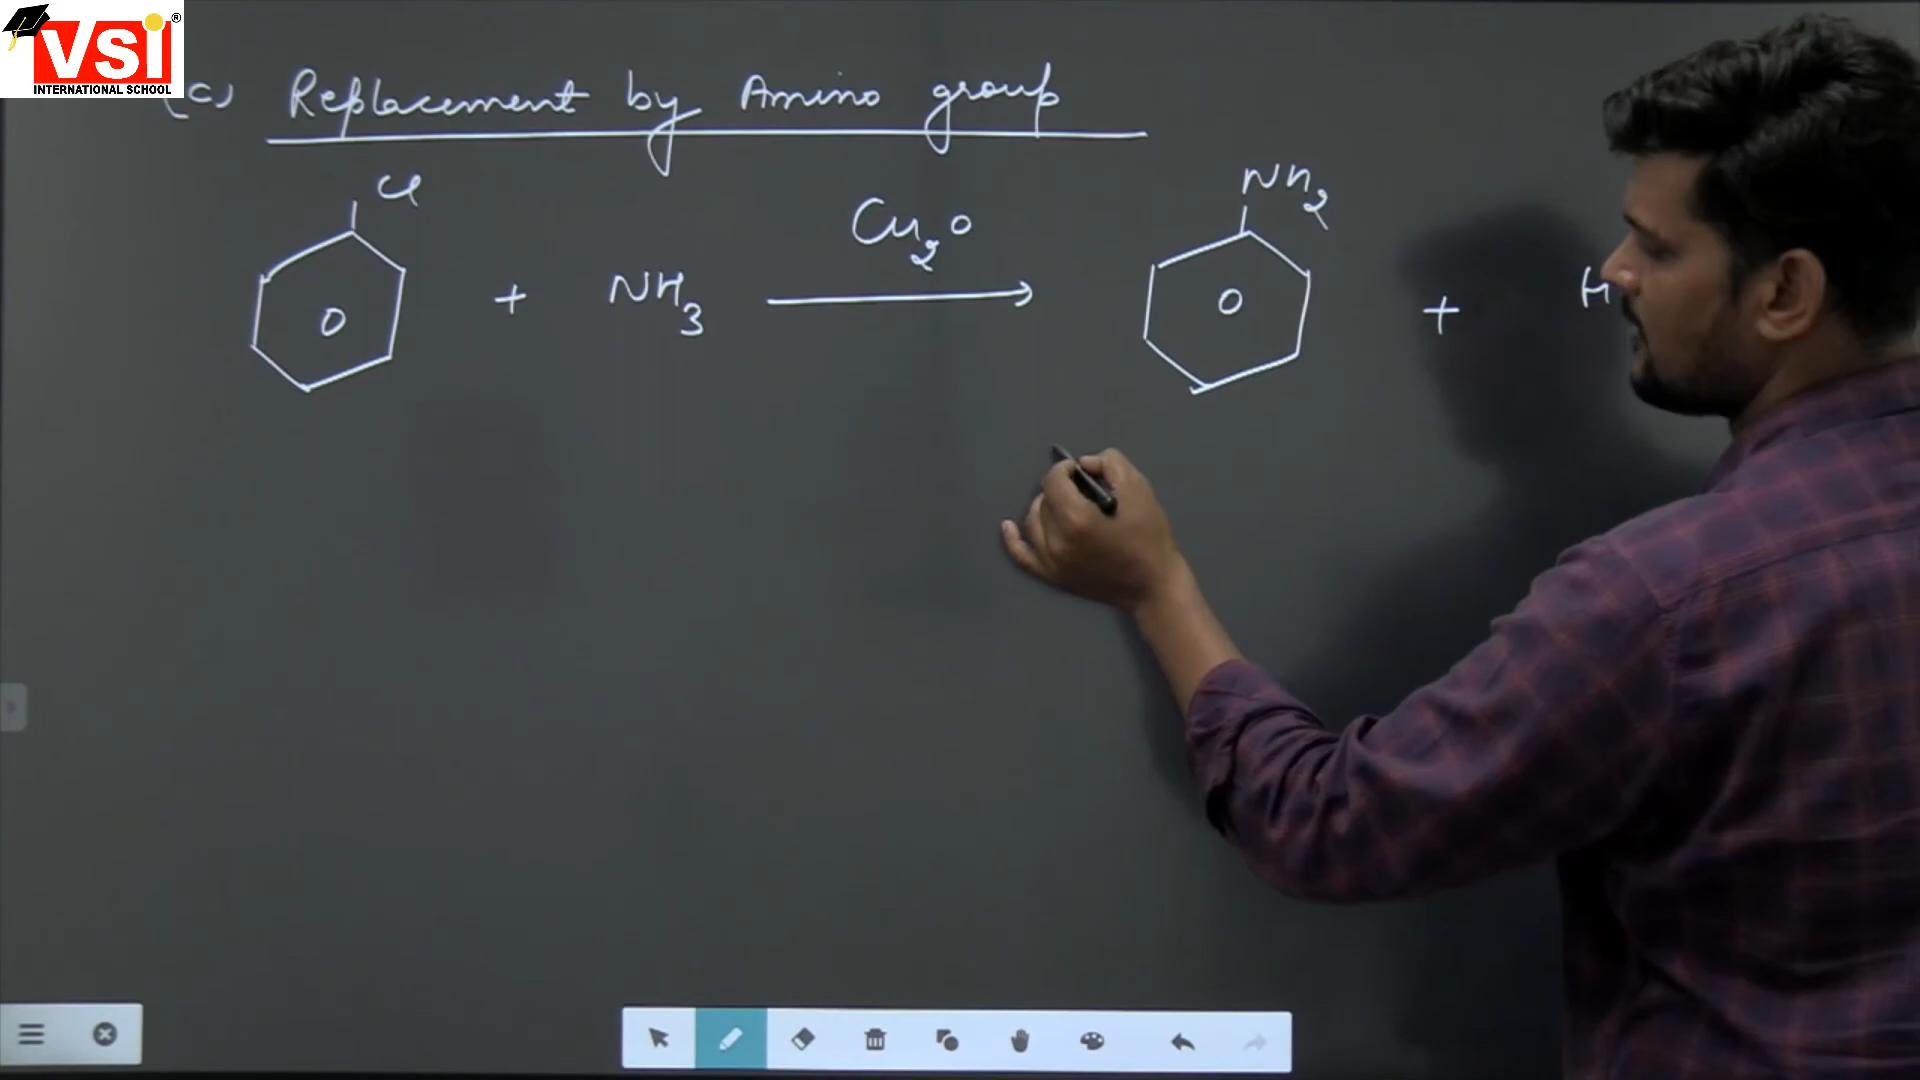 VSI®
INTERNATIONAL SCHOOL
(C) Replacement by Amino group
Cl + NH3 Cu2O NH2 + H